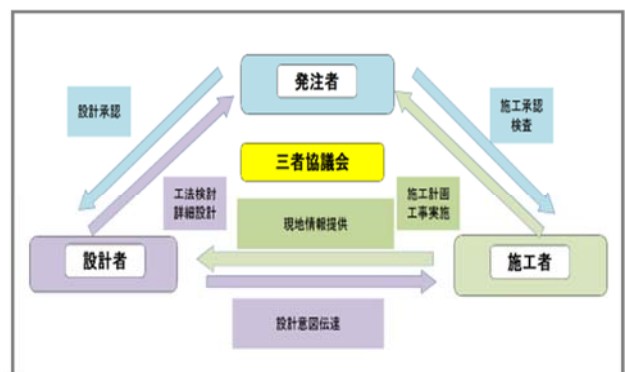 発注者
設計承認
施工承認
検査
三者協議会
工法検討
詳細設計
施工計画
工事実施
現地情報提供
設計者
施工者
設計意図伝達